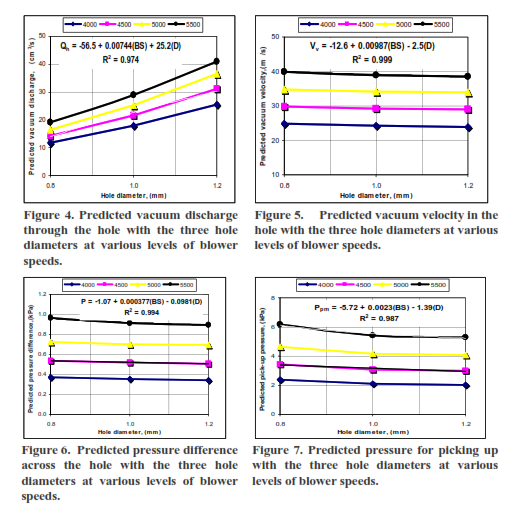 4000 4500 5000 5500
Qh = -56.5 + 0.00744(BS) + 25.2(D)
R² = 0.974
Predicted vacuum discharge, (cm³/s)
50
40
30
20
10
0
0.8 1.0 1.2
Hole diameter, (mm)
4000 4500 5000 5500
Vv = -12.6 + 0.00987(BS) - 2.5(D)
R² = 0.999
Predicted vacuum velocity, (m /s)
50
40
30
20
10
0.8 1.0 1.2
Hole diameter, (mm)
Figure 4. Predicted vacuum discharge
through the hole with the three hole
diameters at various levels of blower
speeds.
Figure 5. Predicted vacuum velocity in the
hole with the three hole diameters at various
levels of blower speeds.
4000 4500 5000 5500
P = -1.07 + 0.000377(BS) - 0.0981(D)
R² = 0.994
Predicted pressure difference, (kPa)
1.2
1.0
0.8
0.6
0.4
0.2
0.0
0.8 1.0 1.2
Hole diameter, (mm)
4000 4500 5000 5500
Ppm = -5.72 + 0.0023(BS) - 1.39(D)
R² = 0.987
Predicted pick-up pressure, (kPa)
8
6
4
2
0
0.8 1.0 1.2
Hole diameter, (mm)
Figure 6. Predicted pressure difference
across the hole with the three hole
diameters at various levels of blower
speeds.
Figure 7. Predicted pressure for picking up
with the three hole diameters at various
levels of blower speeds.